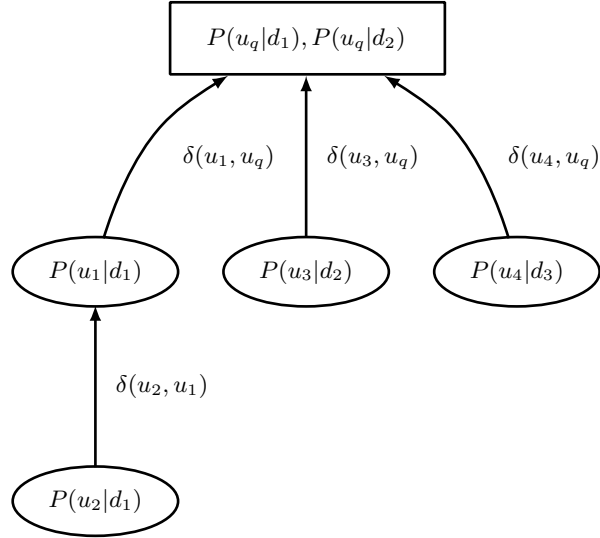 P(u_q|d_1), P(u_q|d_2)
δ(u_1, u_q) δ(u_3, u_q) δ(u_4, u_q)
P(u_1|d_1) P(u_3|d_2) P(u_4|d_3)
δ(u_2, u_1)
P(u_2|d_1)